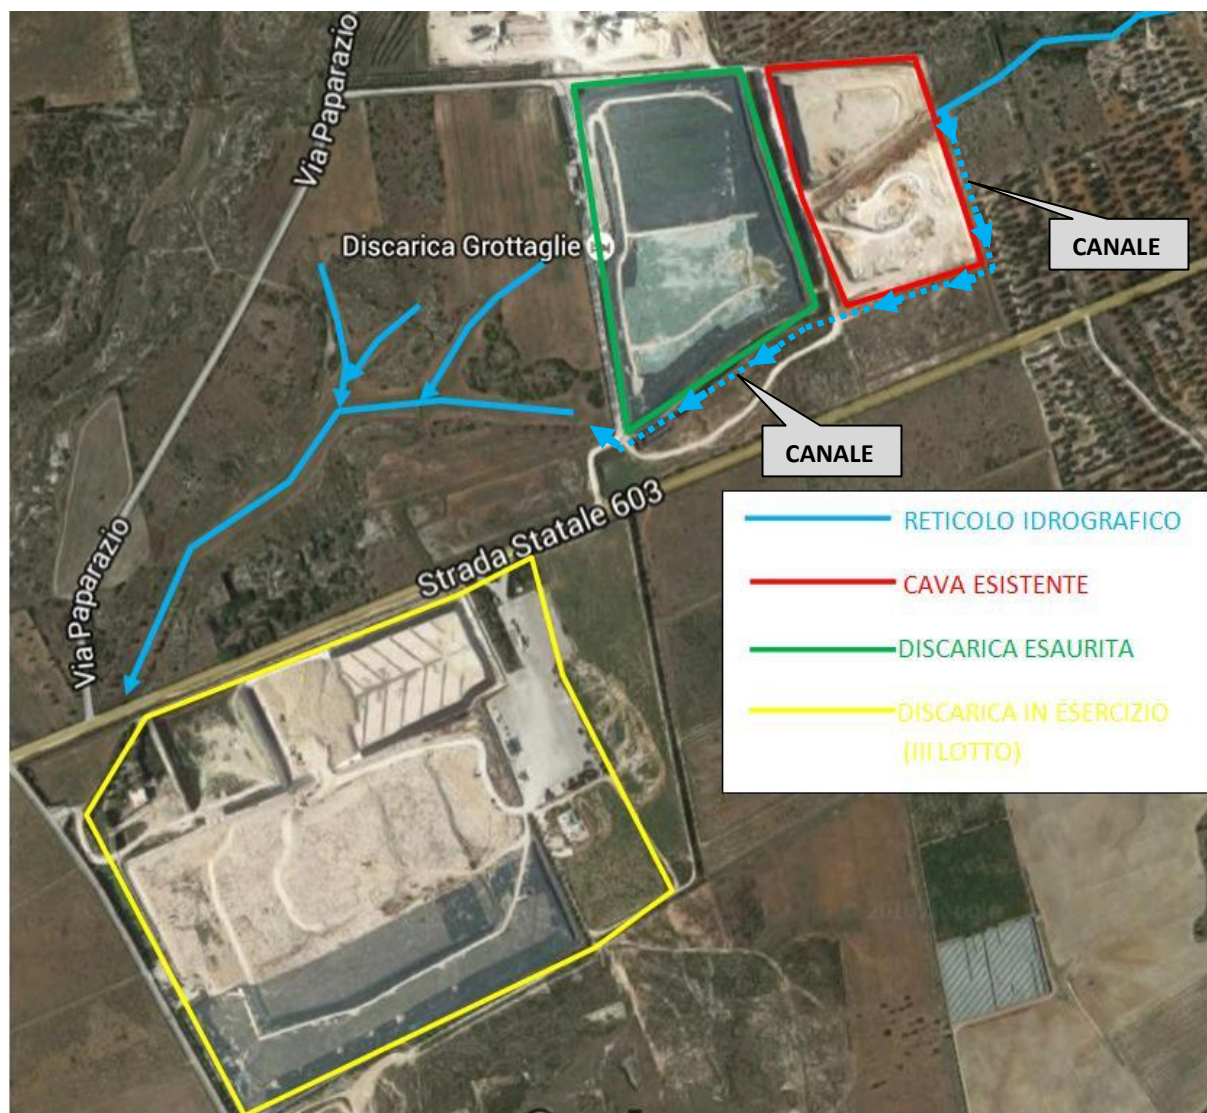 Via Paparazio
Discarica Grottaglie
CANALE
CANALE
Strada Statale 603
Via Paparazio
RETICOLO IDROGRAFICO
CAVA ESISTENTE
DISCARICA ESAURITA
DISCARICA IN ESERCIZIO
(III LOTTO)